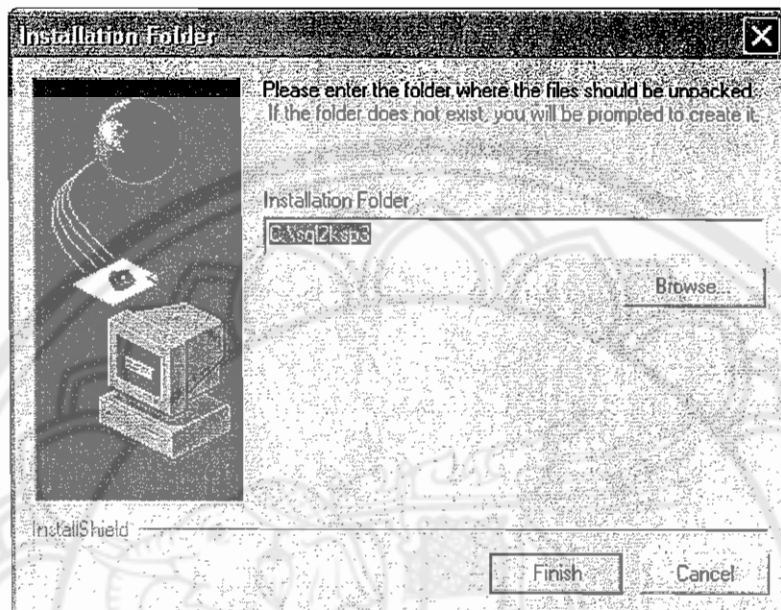 Installation Folder
Please enter the folder where the files should be unpacked.
If the folder does not exist, you will be prompted to create it.
Installation Folder
C:\sql2ksp3
Browse...
InstallShield
Finish
Cancel